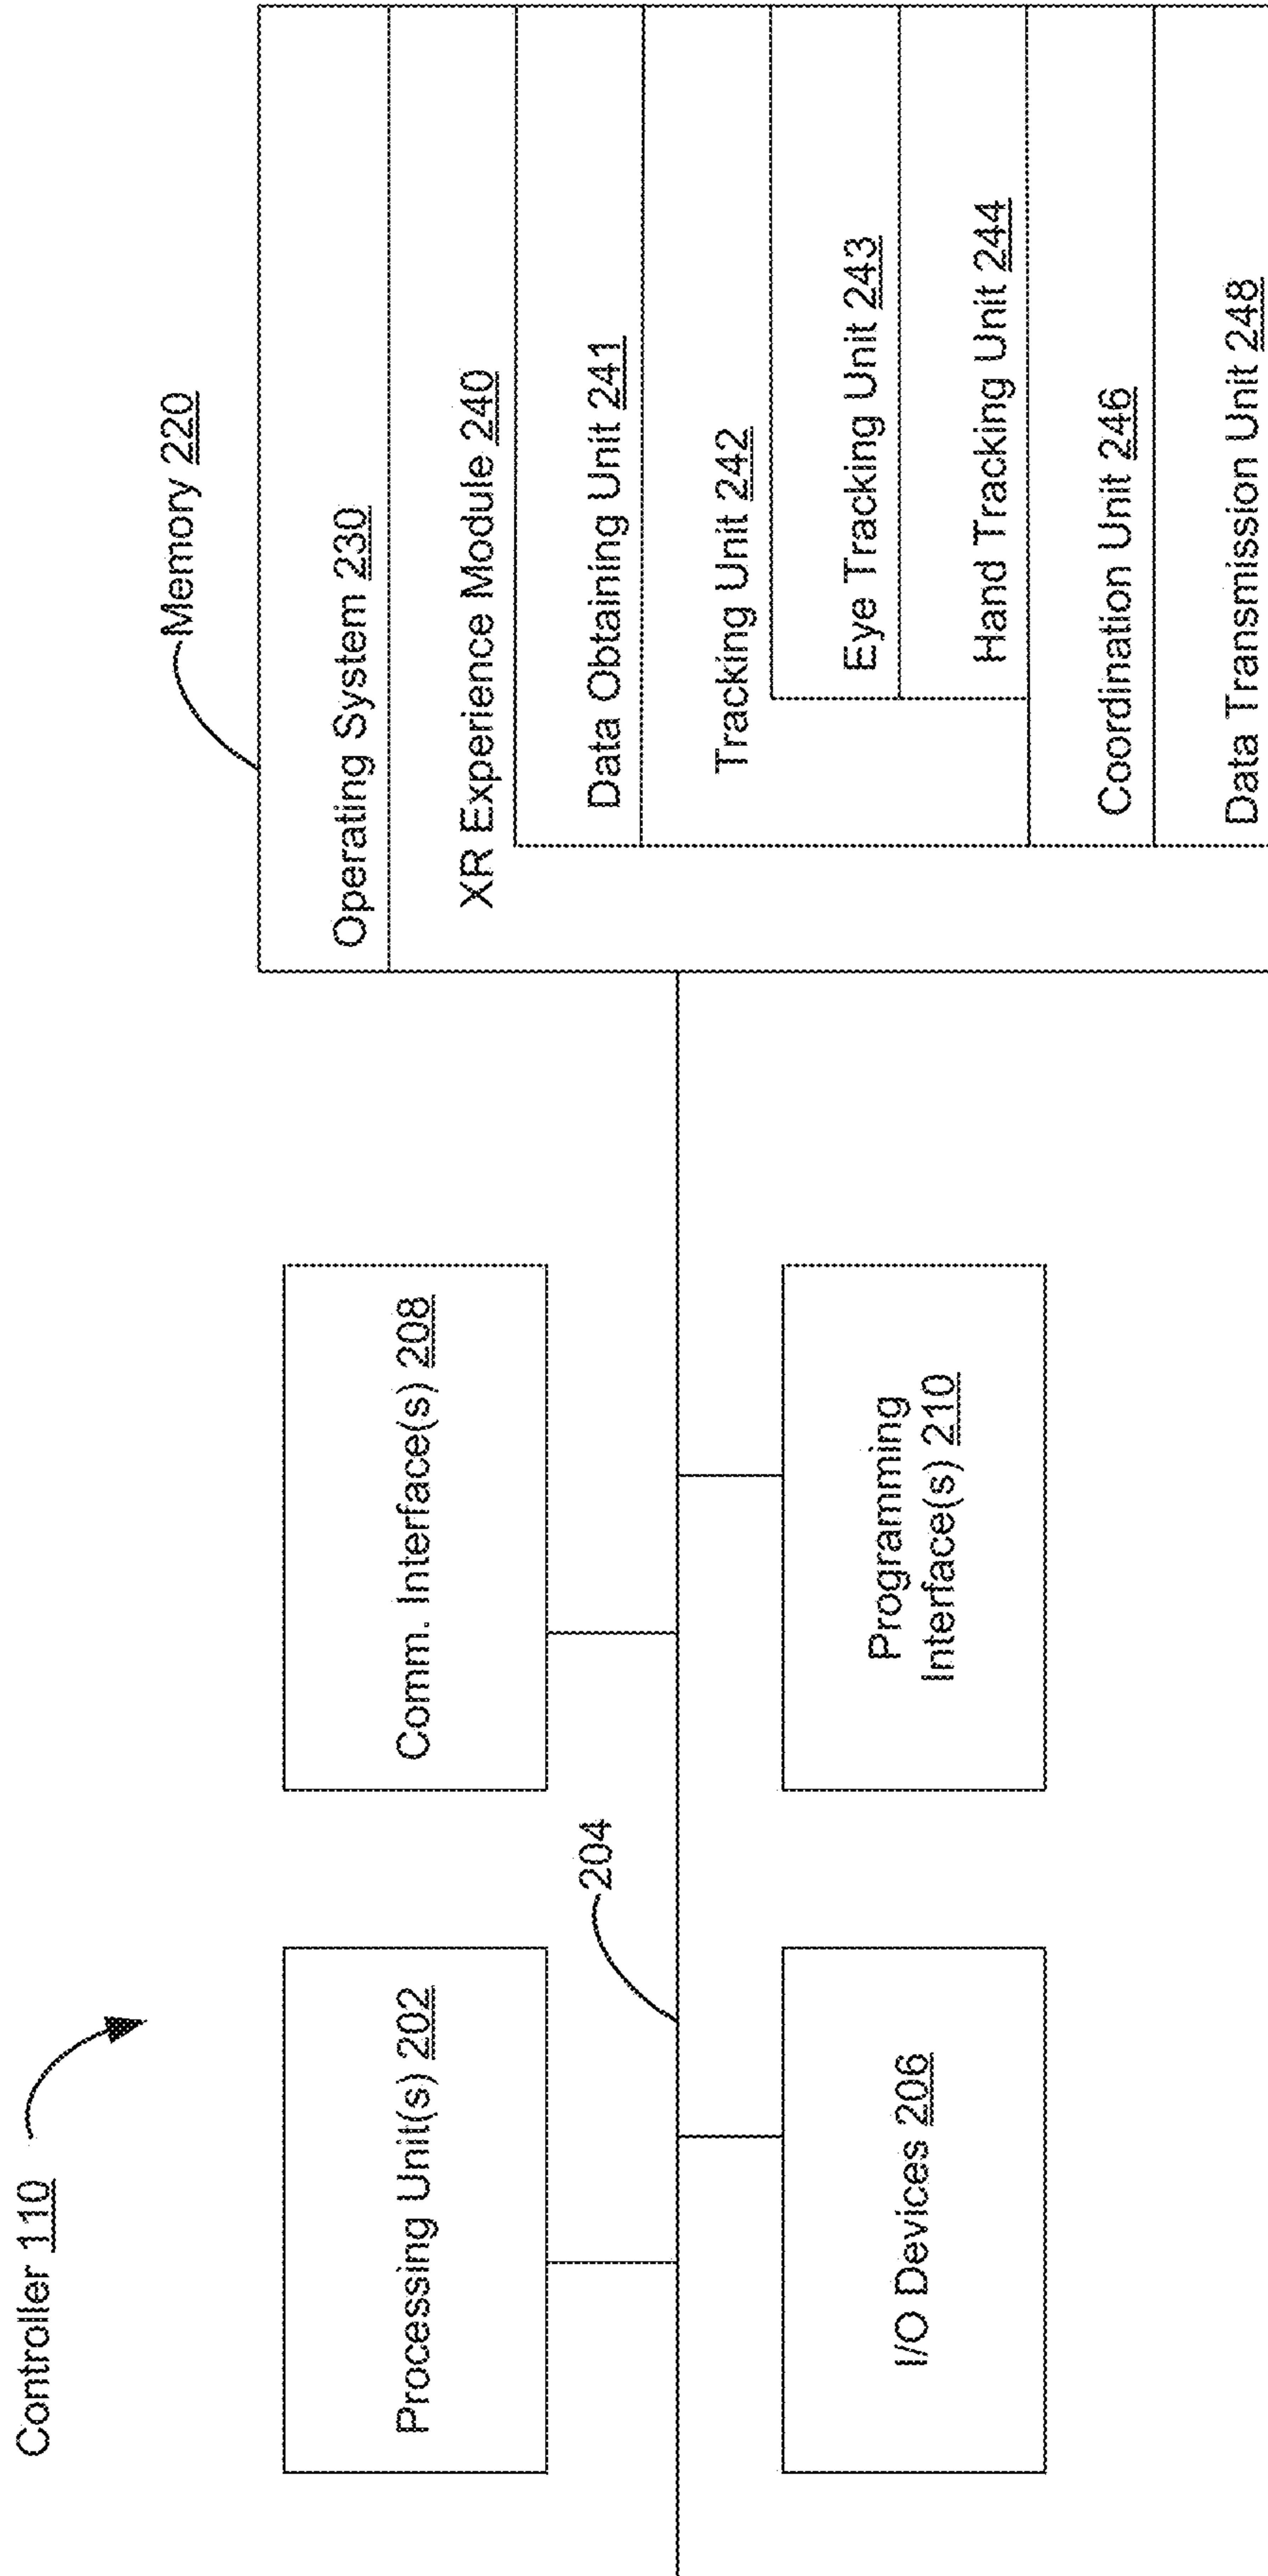 Controller 110
Processing Unit(s) 202
Comm. Interface(s) 208
204
I/O Devices 206
Programming
Interface(s) 210
Memory 220
Operating System 230
XR Experience Module 240
Data Obtaining Unit 241
Tracking Unit 242
Eye Tracking Unit 243
Hand Tracking Unit 244
Coordination Unit 246
Data Transmission Unit 248